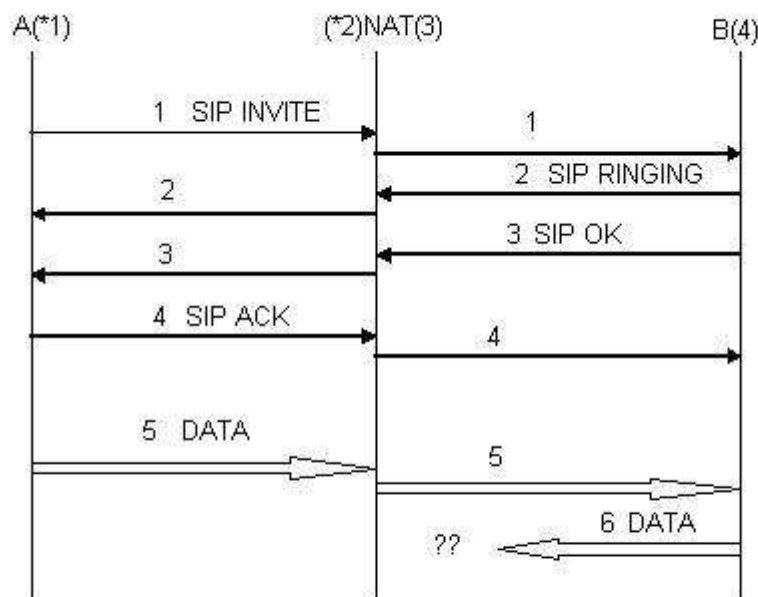 A(*1) (*2)NAT(3) B(4)
1 SIP INVITE
1
2 SIP RINGING
2
3 SIP OK
3
4 SIP ACK
4
5 DATA
5
6 DATA
??